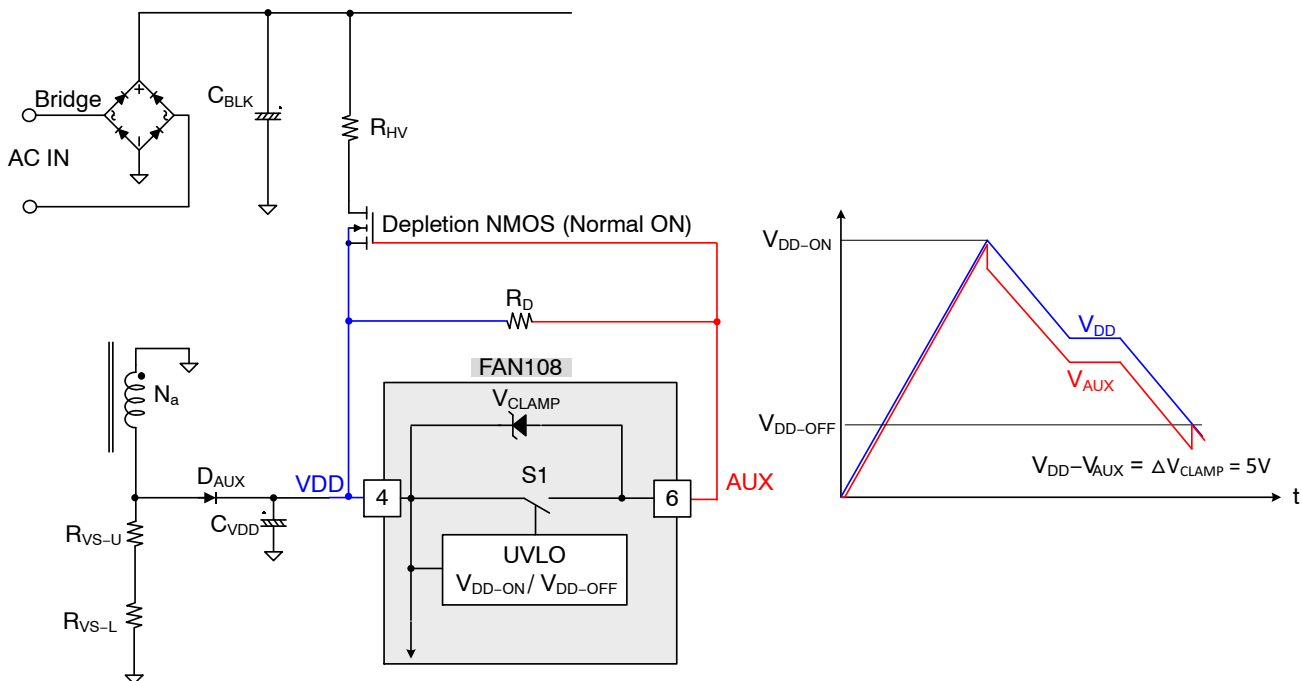 Bridge
AC IN
C_BLK
R_HV
Depletion NMOS (Normal ON)
R_D
N_a
D_AUX
R_VS-U
R_VS-L
C_VDD
VDD
4
FAN108
V_CLAMP
S1
UVLO
V_DD-ON / V_DD-OFF
6
AUX
V_DD-ON
V_DD
V_AUX
V_DD-OFF
V_DD-V_AUX = ΔV_CLAMP = 5V
t